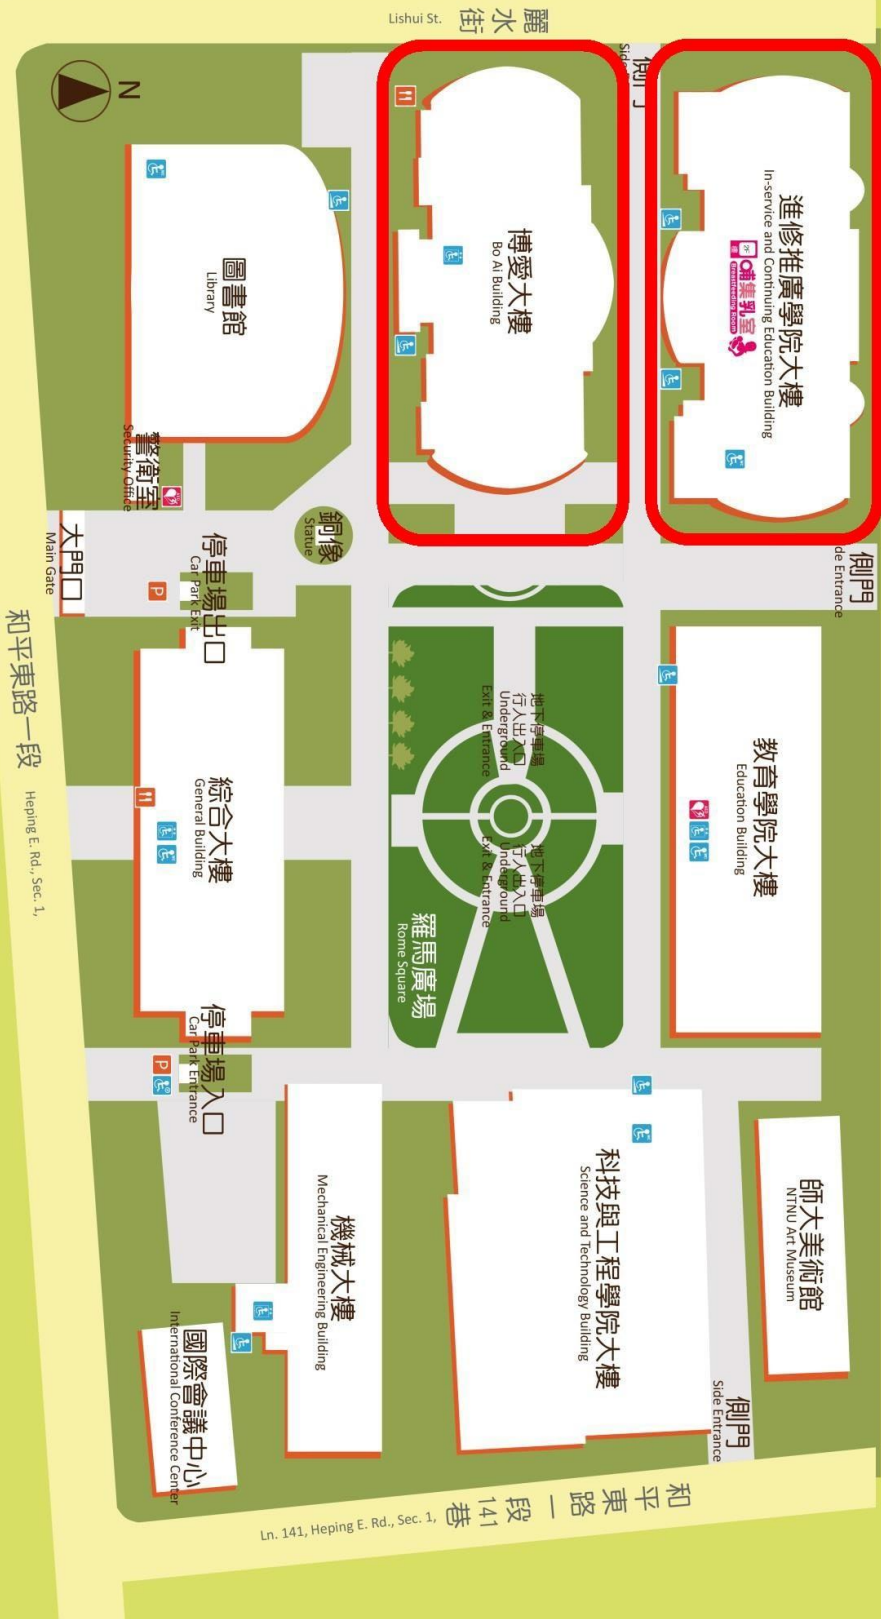 麗水街
Lishui St.
N
側門
Side E
進修推廣學院大樓
In-service and Continuing Education Building
2F
哺集乳室
Breastfeeding Room
博愛大樓
Bo Ai Building
圖書館
Library
警衛室
Security Office
大門口
Main Gate
銅像
Statue
停車場出口
Car Park Exit
P
側門
de Entrance
和平東路一段
Heping E. Rd., Sec. 1,
綜合大樓
General Building
地下停車場
行人出入口
Underground
Exit & Entrance
地下停車場
行人出入口
Underground
Exit & Entrance
羅馬廣場
Rome Square
教育學院大樓
Education Building
停車場入口
Car Park Entrance
P
機械大樓
Mechanical Engineering Building
國際會議中心
International Conference Center
科技與工程學院大樓
Science and Technology Building
師大美術館
NTNU Art Museum
側門
Side Entrance
和平東路一段141巷
Ln. 141, Heping E. Rd., Sec. 1,